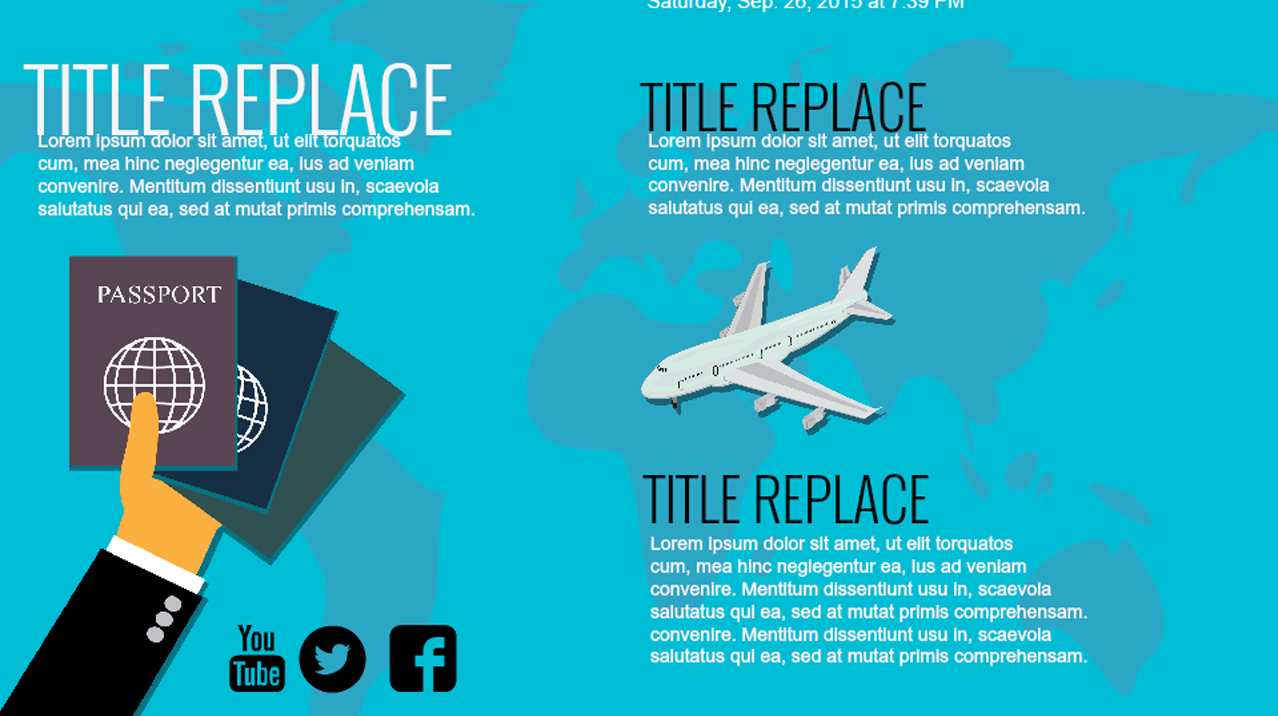 Saturday, Sep. 26, 2015 at 7:39 PM
TITLE REPLACE
Lorem ipsum dolor sit amet, ut elit torquatos
cum, mea hinc neglegentur ea, ius ad veniam
convenire. Mentitum dissentiunt usu in, scaevola
salutatus qui ea, sed at mutat primis comprehensam.
PASSPORT
You
Tube
TITLE REPLACE
Lorem ipsum dolor sit amet, ut elit torquatos
cum, mea hinc neglegentur ea, ius ad veniam
convenire. Mentitum dissentiunt usu in, scaevola
salutatus qui ea, sed at mutat primis comprehensam.
TITLE REPLACE
Lorem ipsum dolor sit amet, ut elit torquatos
cum, mea hinc neglegentur ea, ius ad veniam
convenire. Mentitum dissentiunt usu in, scaevola
salutatus qui ea, sed at mutat primis comprehensam.
convenire. Mentitum dissentiunt usu in, scaevola
salutatus qui ea, sed at mutat primis comprehensam.